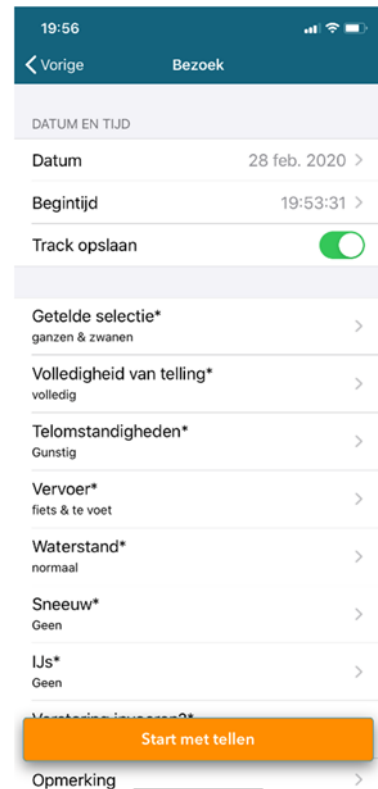 19:56
Vorige
Bezoek
DATUM EN TIJD
Datum 28 feb. 2020
Begintijd 19:53:31
Track opslaan
Getelde selectie*
ganzen & zwanen
Volledigheid van telling*
volledig
Telomstandigheden*
Gunstig
Vervoer*
fiets & te voet
Waterstand*
normaal
Sneeuw*
Geen
IJs*
Geen
Start met tellen
Opmerking